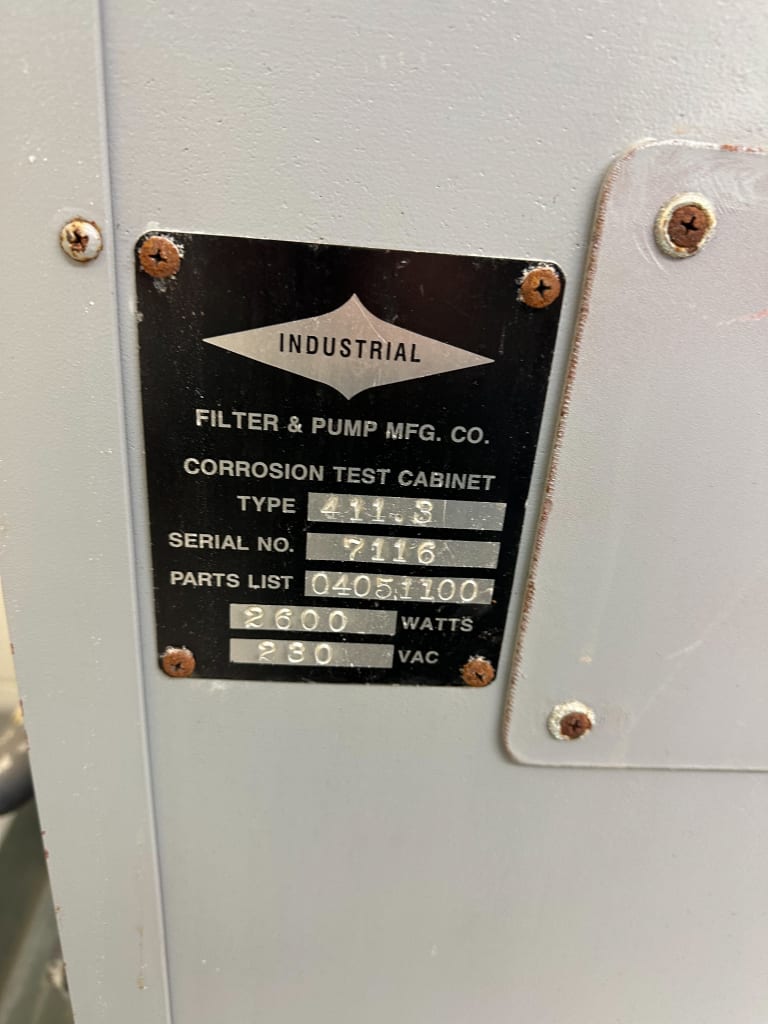 INDUSTRIAL
FILTER & PUMP MFG. CO.
CORROSION TEST CABINET
TYPE 411.3
SERIAL NO. 7116
PARTS LIST 04051100
2600 WATTS
230 VAC